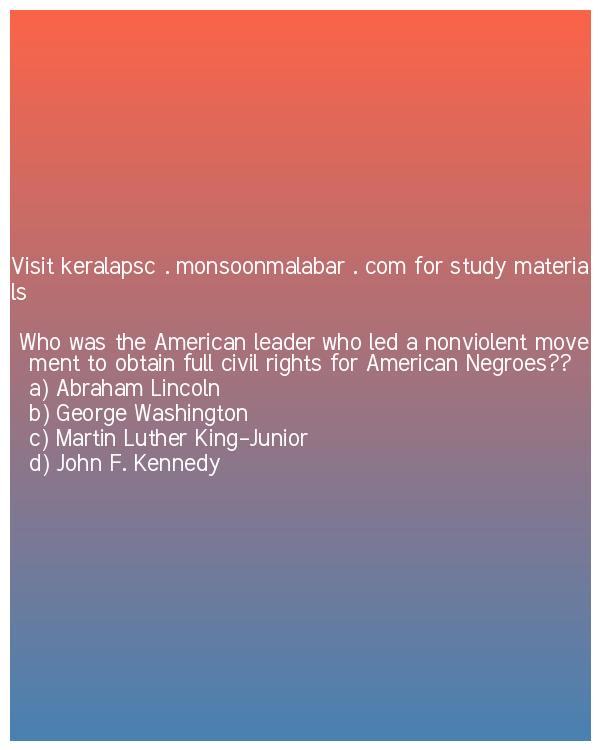 Visit keralapsc . monsoonmalabar . com for study materia
ls
Who was the American leader who led a nonviolent move
ment to obtain full civil rights for American Negroes??
a) Abraham Lincoln
b) George Washington
c) Martin Luther King-Junior
d) John F. Kennedy